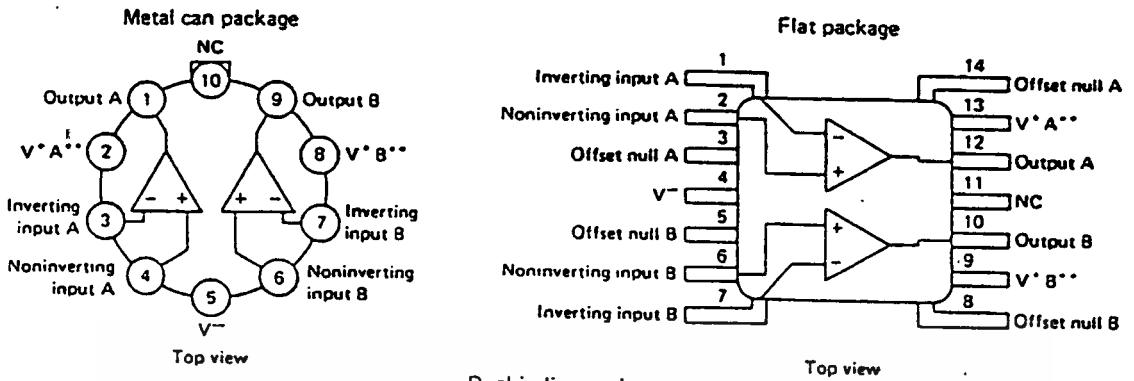 Metal can package
NC
10
Output A 1
9 Output B
V+A** 2
8 V+B**
Inverting
input A 3
- +
+ -
7 Inverting
input B
Noninverting
input A 4
5
6 Noninverting
input B
V−
Top view
Flat package
1
Inverting input A
2
Noninverting input A
3
Offset null A
4
V−
5
Offset null B
6
Noninverting input B
7
Inverting input B
−
+
+
−
14
Offset null A
13
V+A**
12
Output A
11
NC
10
Output B
9
V+B**
8
Offset null B
Top view